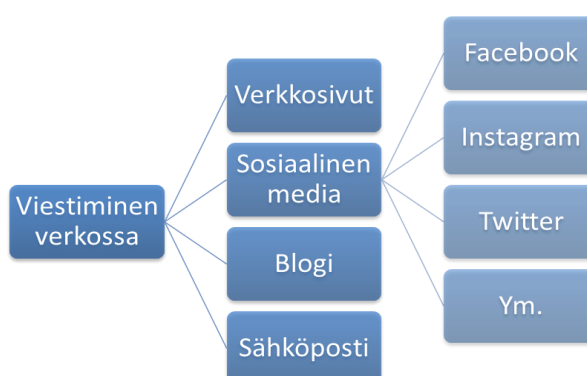 Viestiminen
verkossa
Verkkosivut
Sosiaalinen
media
Blogi
Sähköposti
Facebook
Instagram
Twitter
Ym.